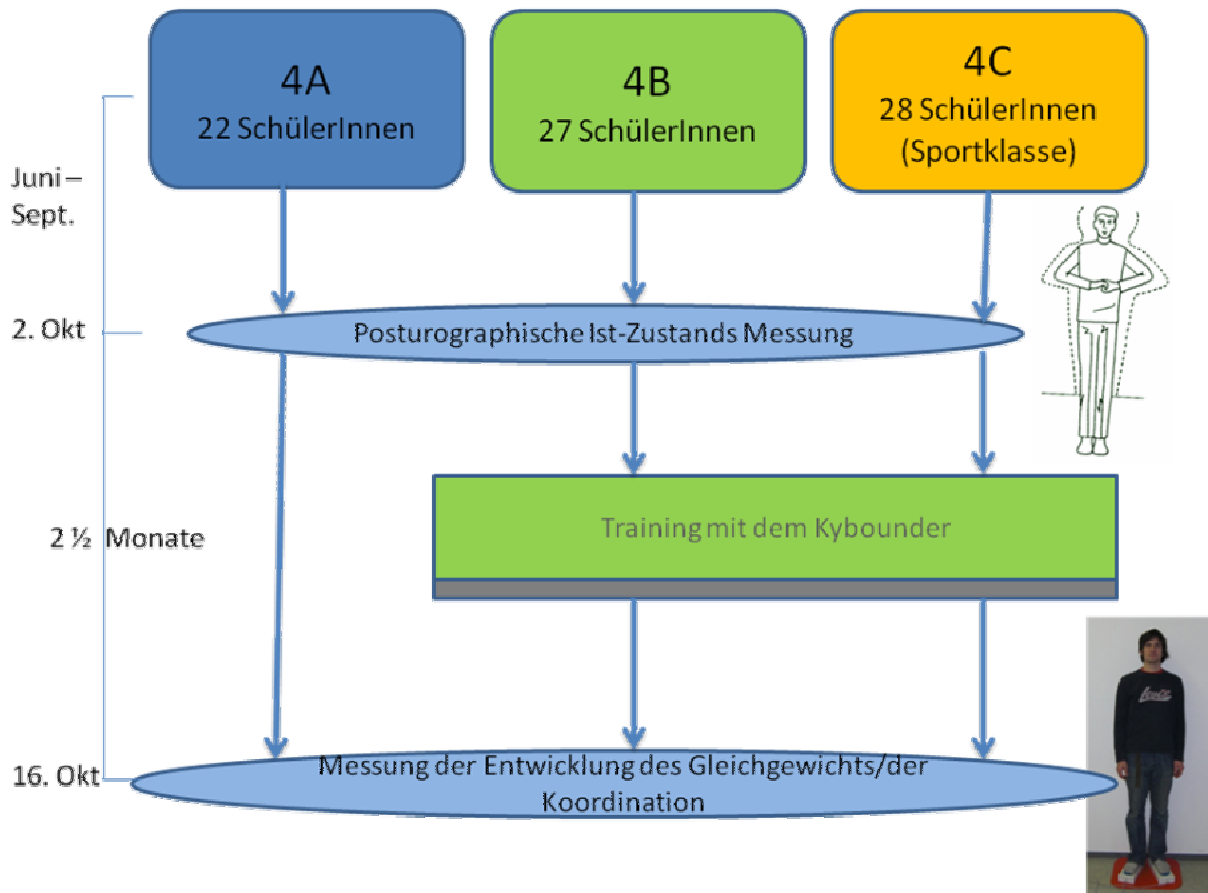 4A
22 SchülerInnen
4B
27 SchülerInnen
4C
28 SchülerInnen
(Sportklasse)
Juni –
Sept.
2. Okt
Posturographische Ist-Zustands Messung
2 ½ Monate
Training mit dem Kybounder
16. Okt
Messung der Entwicklung des Gleichgewichts/der
Koordination